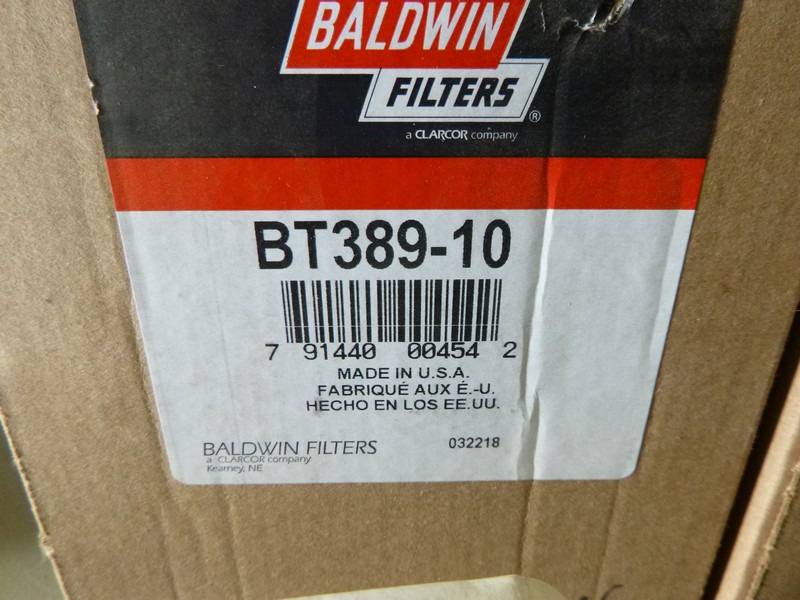 BALDWIN
FILTERS®
a CLARCOR company
BT389-10
7 91440 00454 2
MADE IN U.S.A.
FABRIQUÉ AUX É.-U.
HECHO EN LOS EE.UU.
BALDWIN FILTERS 032218
a CLARCOR company
Kearney, NE